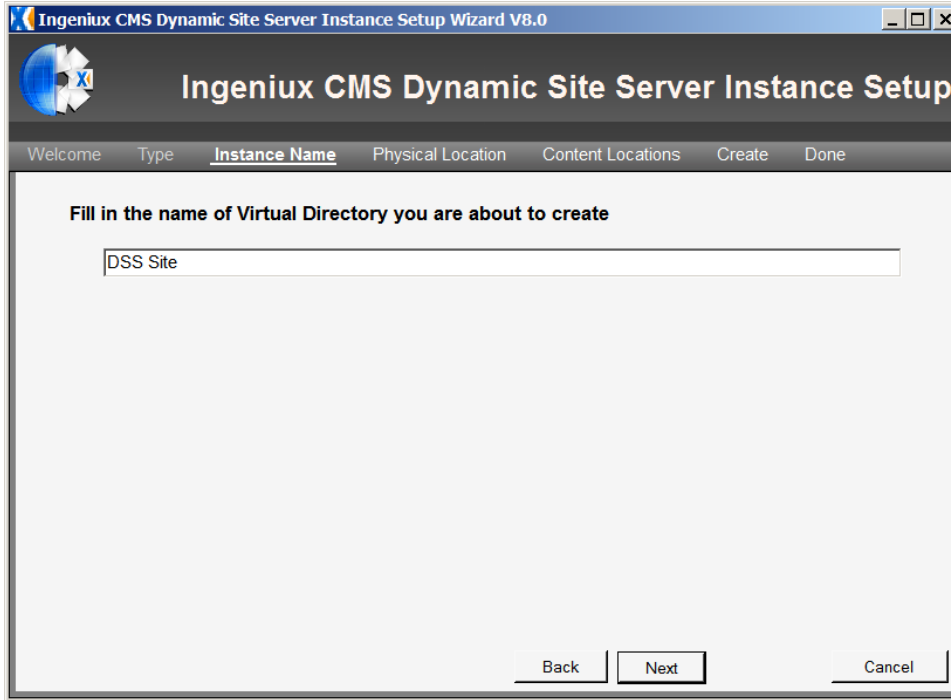 Ingeniux CMS Dynamic Site Server Instance Setup Wizard V8.0
Ingeniux CMS Dynamic Site Server Instance Setup
Welcome Type Instance Name Physical Location Content Locations Create Done
Fill in the name of Virtual Directory you are about to create
DSS Site
Back Next Cancel